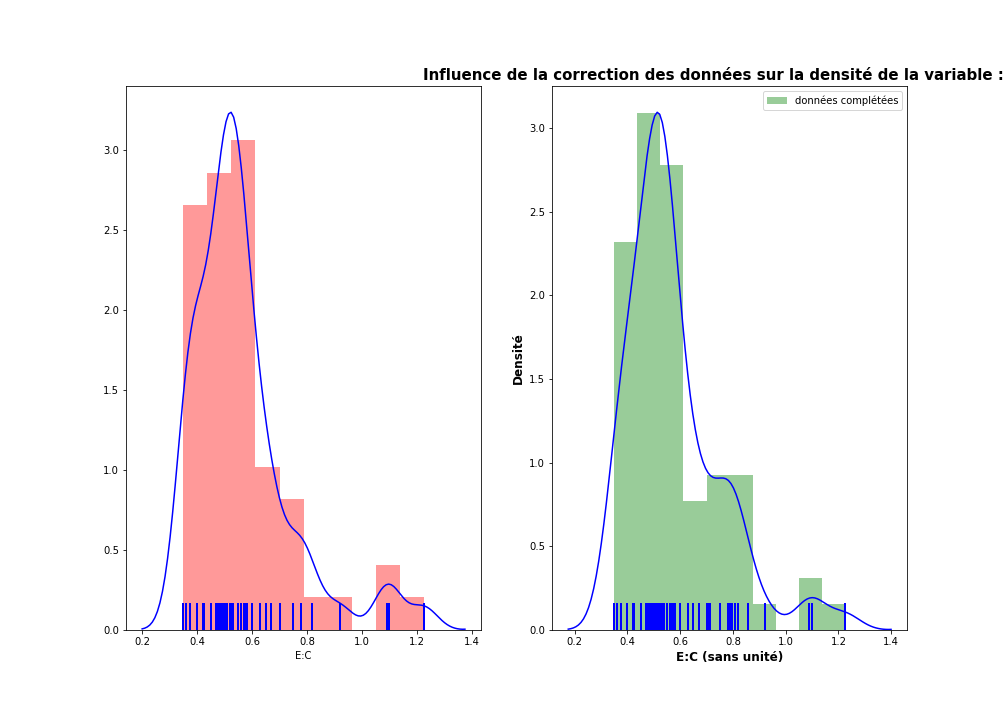 Influence de la correction des données sur la densité de la variable :
données complétées
3.0
2.5
2.0
1.5
1.0
0.5
0.0
0.2 0.4 0.6 0.8 1.0 1.2 1.4
E:C
Densité
3.0
2.5
2.0
1.5
1.0
0.5
0.0
0.2 0.4 0.6 0.8 1.0 1.2 1.4
E:C (sans unité)